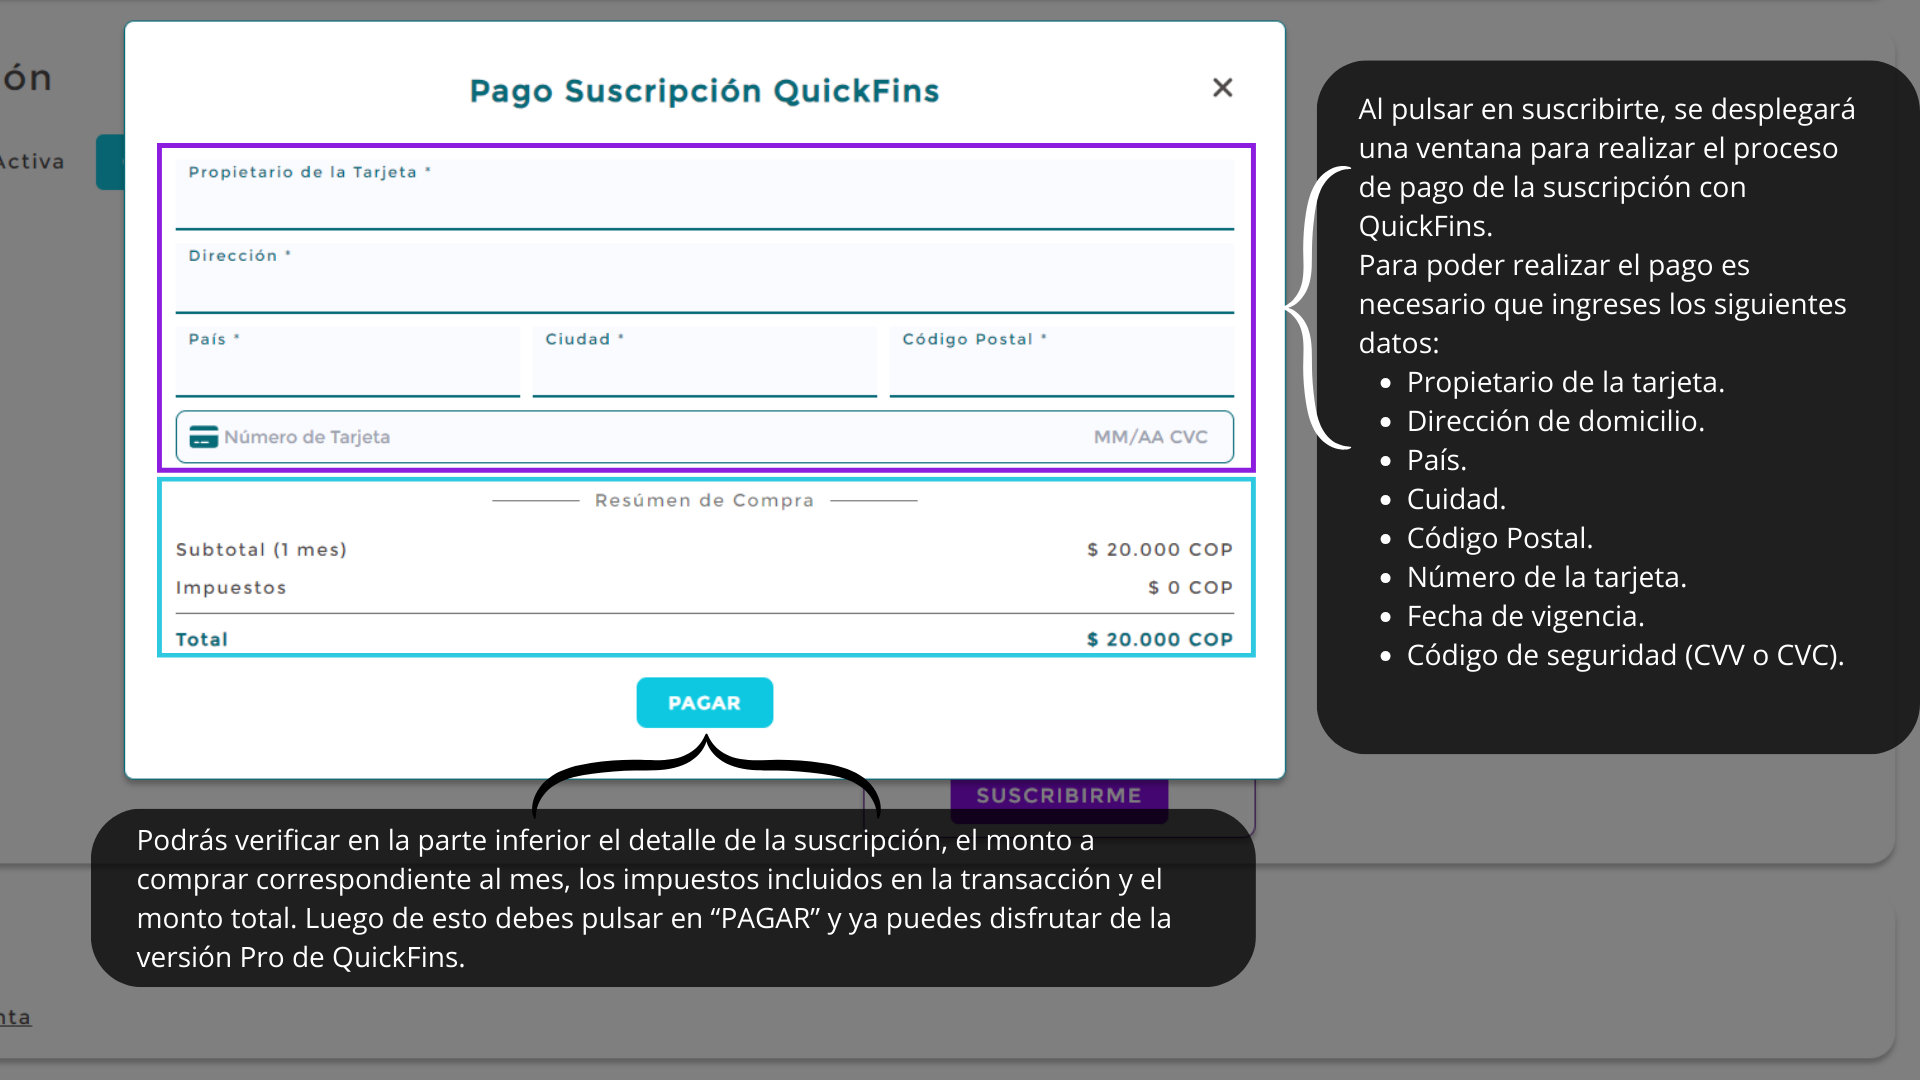 ón
Activa
Pago Suscripción QuickFins
Propietario de la Tarjeta *
Dirección *
País *
Ciudad *
Código Postal *
Número de Tarjeta
MM/AA CVC
Resúmen de Compra
Subtotal (1 mes)
$ 20.000 COP
Impuestos
$ 0 COP
Total
$ 20.000 COP
PAGAR
SUSCRIBIRME
Al pulsar en suscribirte, se desplegará
una ventana para realizar el proceso
de pago de la suscripción con
QuickFins.
Para poder realizar el pago es
necesario que ingreses los siguientes
datos:
• Propietario de la tarjeta.
• Dirección de domicilio.
• País.
• Cuidad.
• Código Postal.
• Número de la tarjeta.
• Fecha de vigencia.
• Código de seguridad (CVV o CVC).
Podrás verificar en la parte inferior el detalle de la suscripción, el monto a
comprar correspondiente al mes, los impuestos incluidos en la transacción y el
monto total. Luego de esto debes pulsar en “PAGAR” y ya puedes disfrutar de la
versión Pro de QuickFins.
nta